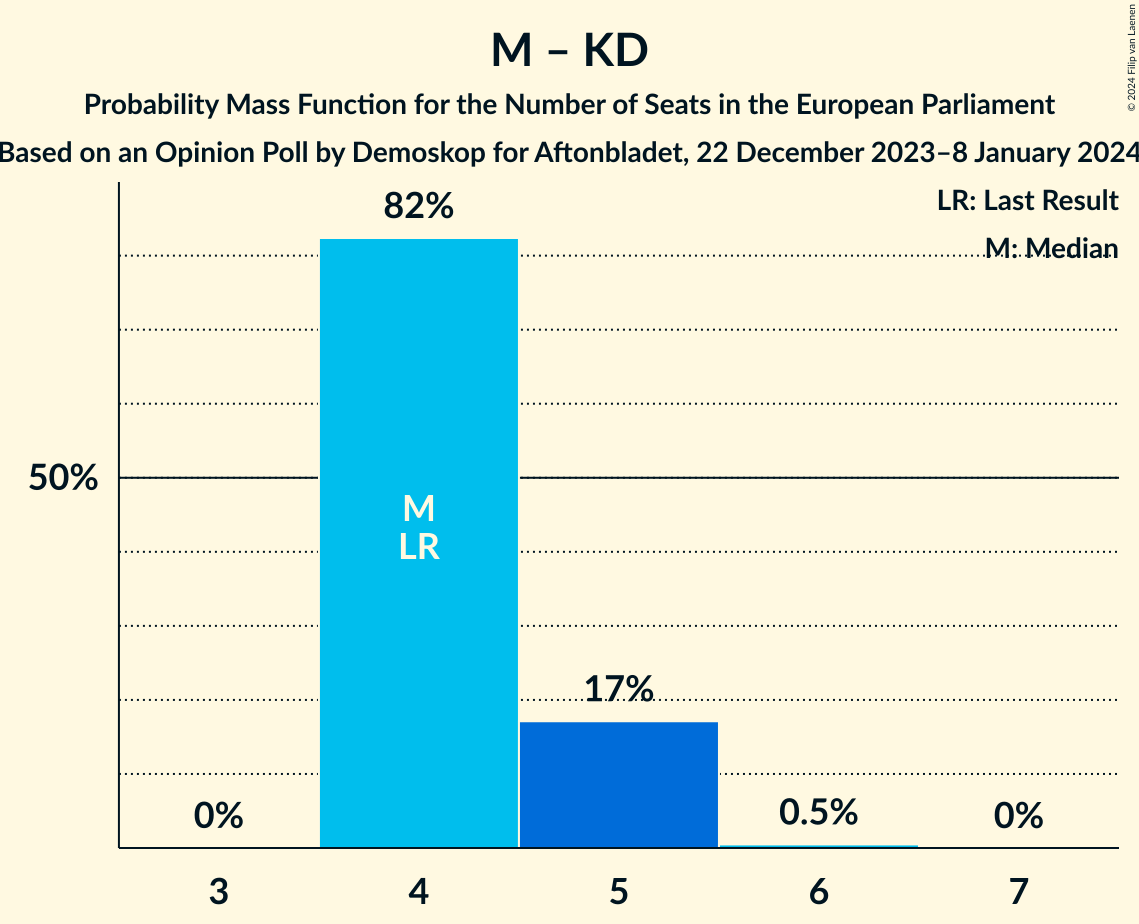 M – KD
Probability Mass Function for the Number of Seats in the European Parliament
Based on an Opinion Poll by Demoskop for Aftonbladet, 22 December 2023–8 January 2024
© 2024 Filip van Laenen
LR: Last Result
M: Median
82%
50%
M
LR
17%
0%
0.5%
0%
3 4 5 6 7